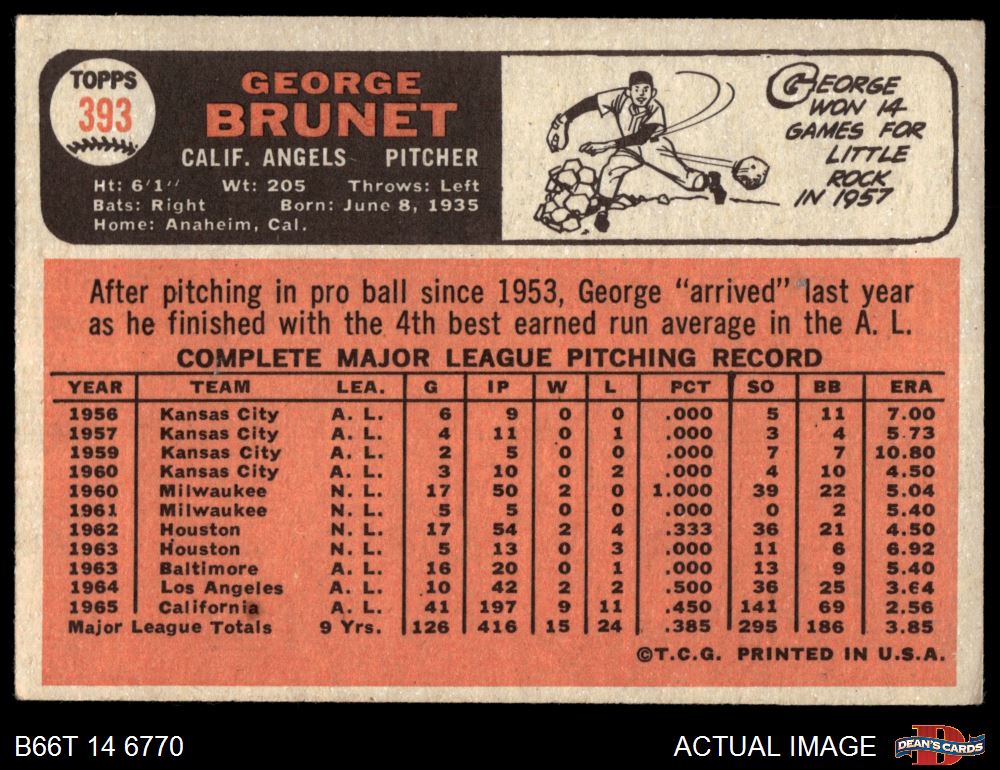 TOPPS
393
GEORGE
BRUNET
CALIF. ANGELS PITCHER
Ht: 6'1" Wt: 205 Throws: Left
Bats: Right Born: June 8, 1935
Home: Anaheim, Cal.
GEORGE
WON 14
GAMES FOR
LITTLE
ROCK
IN 1957
After pitching in pro ball since 1953, George "arrived" last year
as he finished with the 4th best earned run average in the A. L.
COMPLETE MAJOR LEAGUE PITCHING RECORD
YEAR TEAM LEA. G IP W L PCT SO BB ERA
1956 Kansas City A. L. 6 9 0 0 .000 5 11 7.00
1957 Kansas City A. L. 4 11 0 1 .000 3 4 5.73
1959 Kansas City A. L. 2 5 0 0 .000 7 7 10.80
1960 Kansas City A. L. 3 10 0 2 .000 4 10 4.50
1960 Milwaukee N. L. 17 50 2 0 1.000 39 22 5.04
1961 Milwaukee N. L. 5 5 0 0 .000 0 2 5.40
1962 Houston N. L. 17 54 2 4 .333 36 21 4.50
1963 Houston N. L. 5 13 0 3 .000 11 6 6.92
1963 Baltimore A. L. 16 20 0 1 .000 13 9 5.40
1964 Los Angeles A. L. 10 42 2 2 .500 36 25 3.64
1965 California A. L. 41 197 9 11 .450 141 69 2.56
Major League Totals 9 Yrs. 126 416 15 24 .385 295 186 3.85
©T.C.G. PRINTED IN U.S.A.
B66T 14 6770 ACTUAL IMAGE DEAN'S CARDS